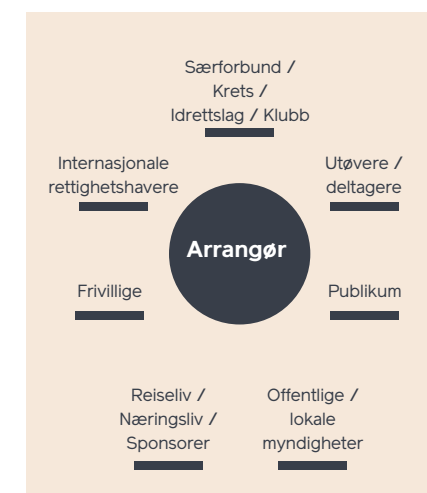 Særforbund /
Krets /
Idrettslag / Klubb
Internasjonale
rettighetshavere
Utøvere /
deltagere
Arrangør
Frivillige
Publikum
Reiseliv /
Næringsliv /
Sponsorer
Offentlige /
lokale
myndigheter